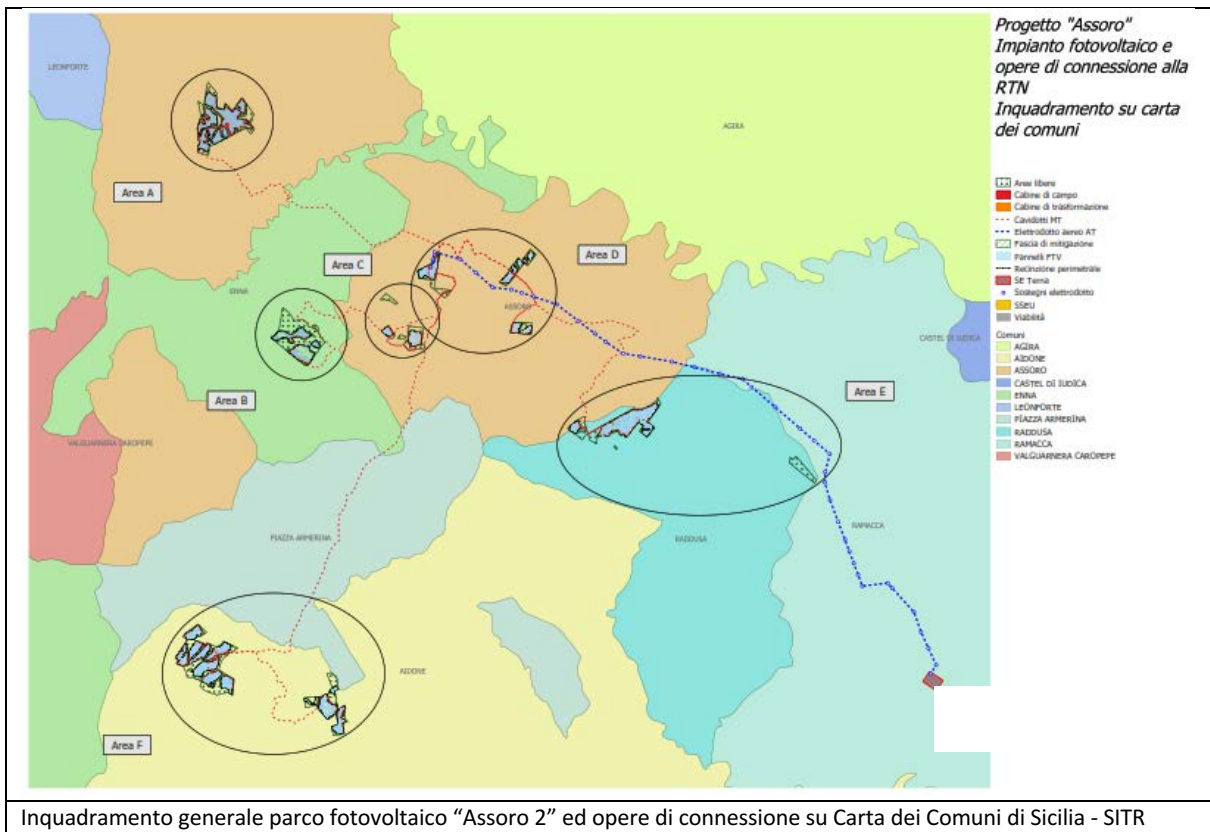 Progetto "Assoro"
Impianto fotovoltaico e
opere di connessione alla
RTN
Inquadramento su carta
dei comuni
Aree libere
Cabine di campo
Cabine di trasformazione
Cavidotti MT
Elettrodotto aereo AT
Fascia di mitigazione
Pannelli FTV
Recinzione perimetrale
SE Terna
Sostegni elettrodotto
SSEU
Viabilità
Comuni
AGIRA
AIDONE
ASSORO
CASTEL DI IUDICA
ENNA
LEONFORTE
PIAZZA ARMERINA
RADDUSA
RAMACCA
VALGUARNERA CAROPEPE
LEONFORTE
AGIRA
Area A
Area C
Area D
ENNA
ASSORO
CASTEL DI IUDICA
Area B
Area E
VALGUARNERA CAROPEPE
RAMACCA
PIAZZA ARMERINA
RADDUSA
AIDONE
Area F
Inquadramento generale parco fotovoltaico “Assoro 2” ed opere di connessione su Carta dei Comuni di Sicilia - SITR